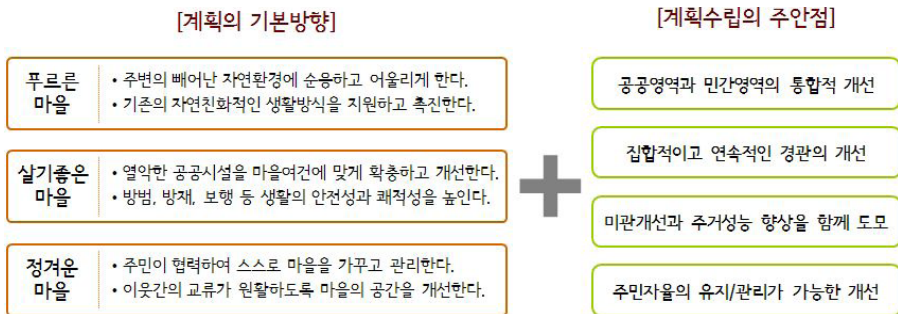 [계획의 기본방향]
푸르른
마을
• 주변의 빼어난 자연환경에 순응하고 어울리게 한다.
• 기존의 자연친화적인 생활방식을 지원하고 촉진한다.
살기좋은
마을
• 열악한 공공시설을 마을여건에 맞게 확충하고 개선한다.
• 방범, 방재, 보행 등 생활의 안전성과 쾌적성을 높인다.
정겨운
마을
• 주민이 협력하여 스스로 마을을 가꾸고 관리한다.
• 이웃간의 교류가 원활하도록 마을의 공간을 개선한다.
[계획수립의 주안점]
공공영역과 민간영역의 통합적 개선
집합적이고 연속적인 경관의 개선
미관개선과 주거성능 향상을 함께 도모
주민자율의 유지/관리가 가능한 개선